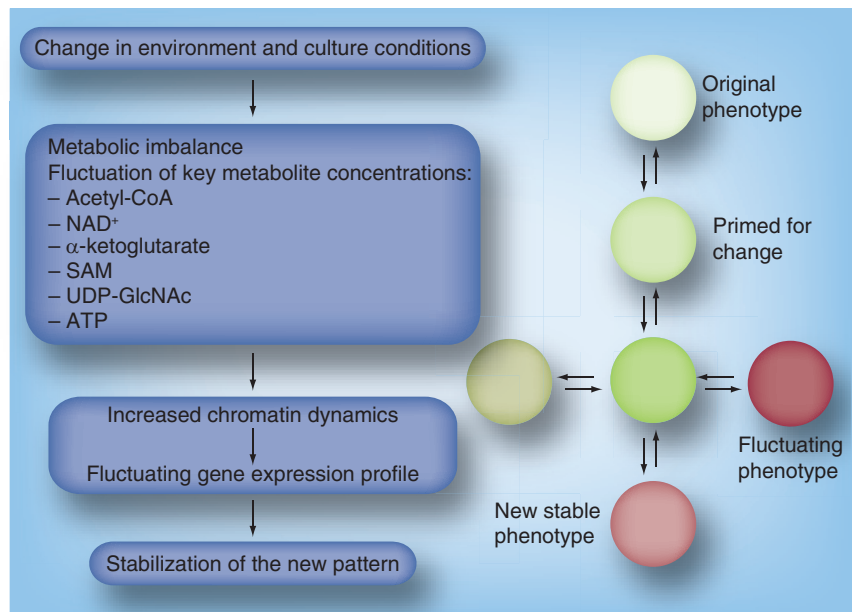 Change in environment and culture conditions
Metabolic imbalance
Fluctuation of key metabolite concentrations:
– Acetyl-CoA
– NAD⁺
– α-ketoglutarate
– SAM
– UDP-GlcNAc
– ATP
Increased chromatin dynamics
Fluctuating gene expression profile
Stabilization of the new pattern
Original
phenotype
Primed for
change
Fluctuating
phenotype
New stable
phenotype